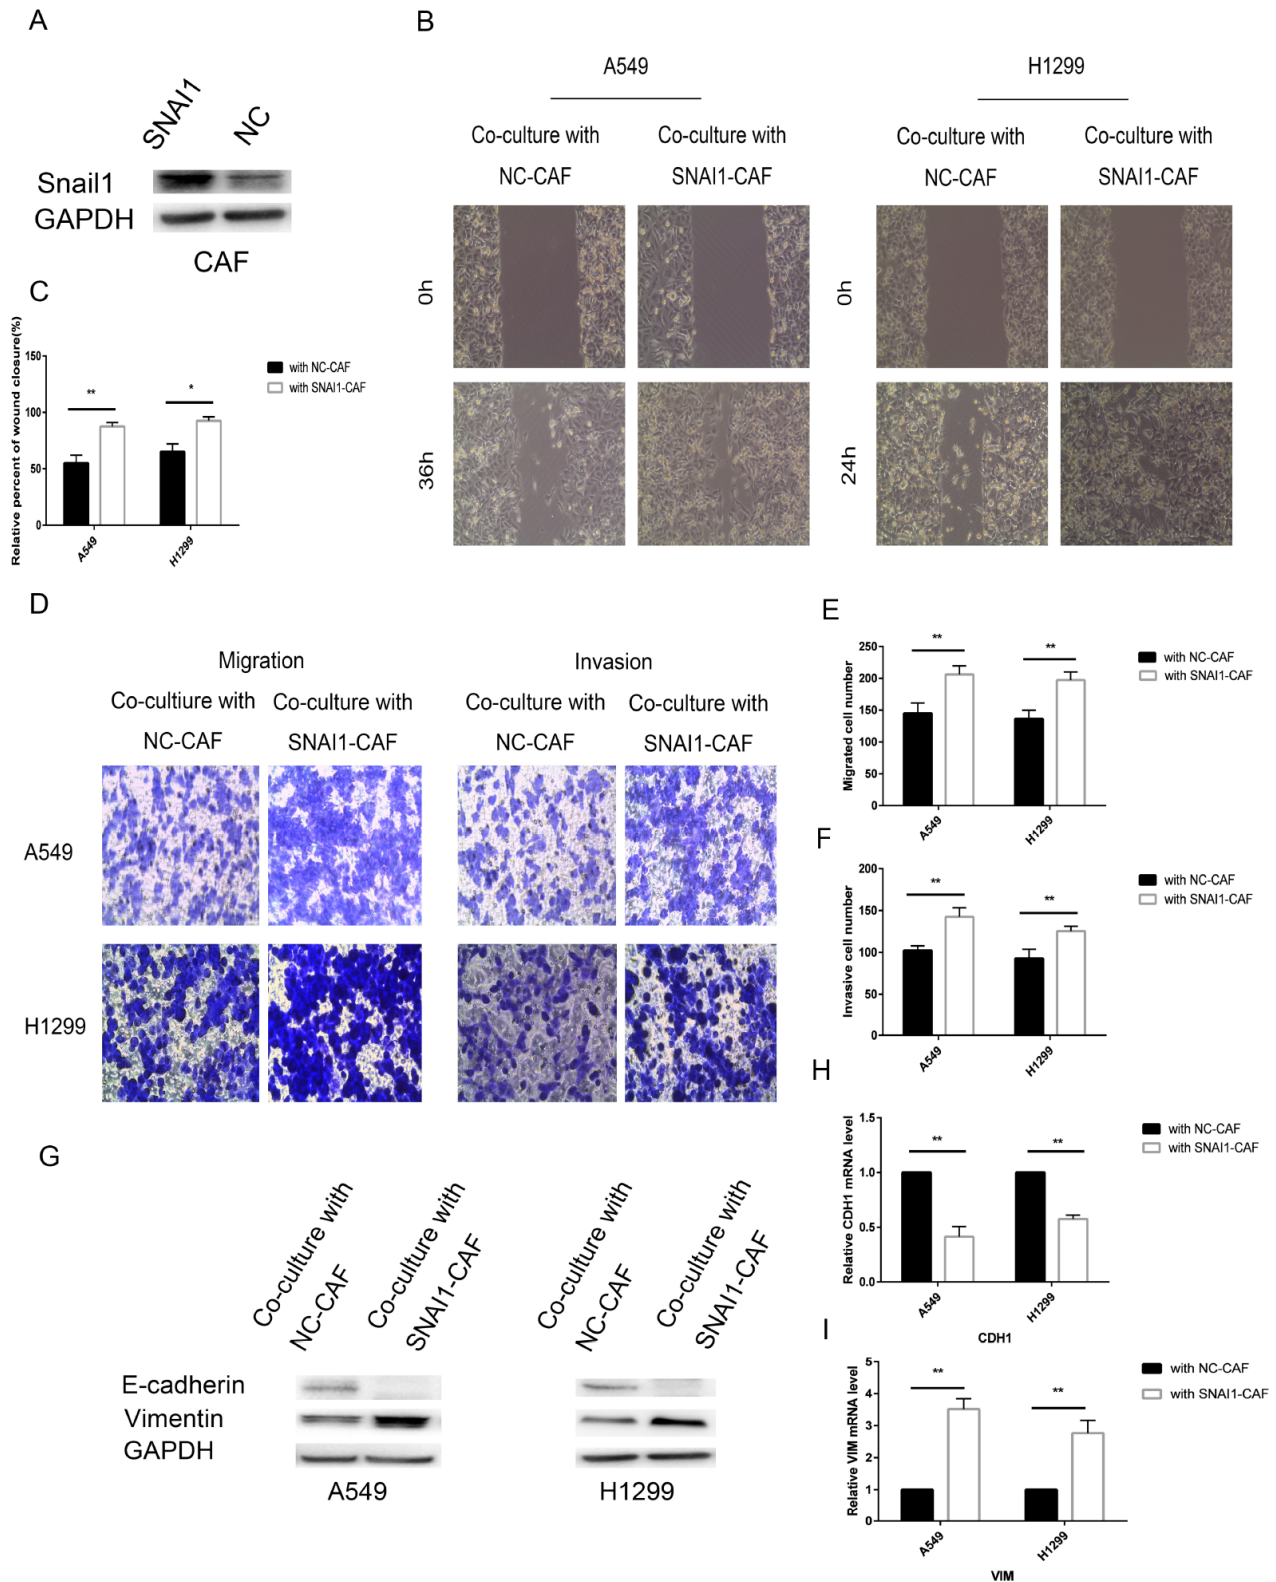 A
SNAI1
NC
Snail1
GAPDH
CAF
B
A549
H1299
Co-culture with
NC-CAF
Co-culture with
SNAI1-CAF
Co-culture with
NC-CAF
Co-culture with
SNAI1-CAF
0h
36h
0h
24h
C
Relative percent of wound closure(%)
150
100
50
0
**
*
A549
H1299
with NC-CAF
with SNAI1-CAF
D
Migration
Invasion
Co-culiture with
NC-CAF
Co-culture with
SNAI1-CAF
Co-culture with
NC-CAF
Co-culture with
SNAI1-CAF
A549
H1299
E
Migrated cell number
250
200
150
100
50
0
**
**
A549
H1299
with NC-CAF
with SNAI1-CAF
F
Invasive cell number
200
150
100
50
0
**
**
A549
H1299
with NC-CAF
with SNAI1-CAF
G
Co-culture with
NC-CAF
Co-culture with
SNAI1-CAF
Co-culture with
NC-CAF
Co-culture with
SNAI1-CAF
E-cadherin
Vimentin
GAPDH
A549
H1299
H
Relative CDH1 mRNA level
1.5
1.0
0.5
0.0
**
**
A549
H1299
CDH1
with NC-CAF
with SNAI1-CAF
I
Relative VIM mRNA level
5
4
3
2
1
0
**
**
A549
H1299
VIM
with NC-CAF
with SNAI1-CAF